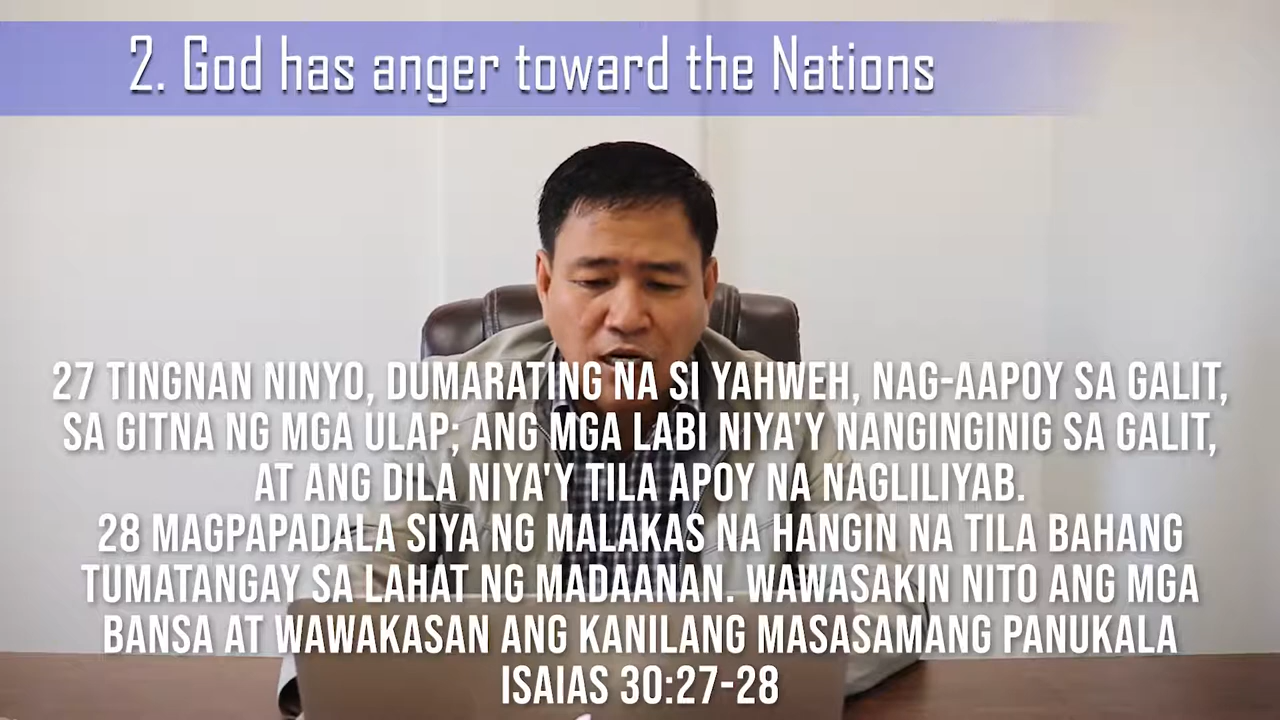 2. God has anger toward the Nations
27 TINGNAN NINYO, DUMARATING NA SI YAHWEH, NAG-AAPOY SA GALIT,
SA GITNA NG MGA ULAP; ANG MGA LABI NIYA'Y NANGINGINIG SA GALIT,
AT ANG DILA NIYA'Y TILA APOY NA NAGLILIYAB.
28 MAGPAPADALA SIYA NG MALAKAS NA HANGIN NA TILA BAHANG
TUMATANGAY SA LAHAT NG MADAANAN. WAWASAKIN NITO ANG MGA
BANSA AT WAWAKASAN ANG KANILANG MASASAMANG PANUKALA
ISAIAS 30:27-28